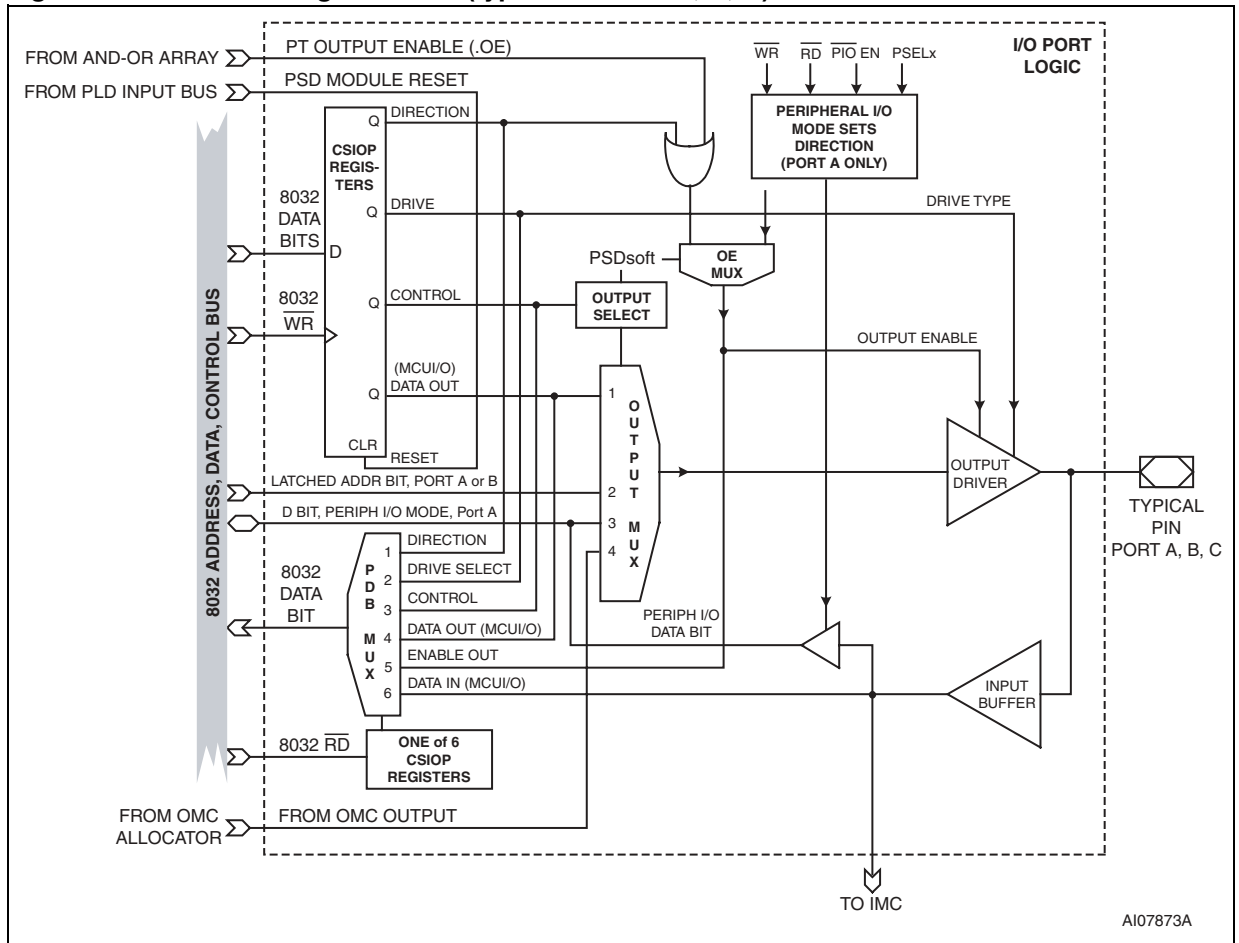 I/O PORT
LOGIC
FROM AND-OR ARRAY
PT OUTPUT ENABLE (.OE)
FROM PLD INPUT BUS
PSD MODULE RESET
WR RD PIO EN PSELx
PERIPHERAL I/O
MODE SETS
DIRECTION
(PORT A ONLY)
8032 ADDRESS, DATA, CONTROL BUS
8032
DATA
BITS
8032
WR
CSIOP
REGIS-
TERS
D
Q
DIRECTION
Q
DRIVE
DRIVE TYPE
Q
CONTROL
(MCUI/O)
Q
DATA OUT
CLR
RESET
PSDsoft
OE
MUX
OUTPUT
SELECT
OUTPUT ENABLE
1
2
3
4
OUTPUT MUX
OUTPUT
DRIVER
TYPICAL
PIN
PORT A, B, C
LATCHED ADDR BIT, PORT A or B
D BIT, PERIPH I/O MODE, Port A
8032
DATA
BIT
PDB MUX
1 DIRECTION
2 DRIVE SELECT
3 CONTROL
4 DATA OUT (MCUI/O)
5 ENABLE OUT
6 DATA IN (MCUI/O)
PERIPH I/O
DATA BIT
INPUT
BUFFER
8032 RD
ONE of 6
CSIOP
REGISTERS
FROM OMC
ALLOCATOR
FROM OMC OUTPUT
TO IMC
AI07873A